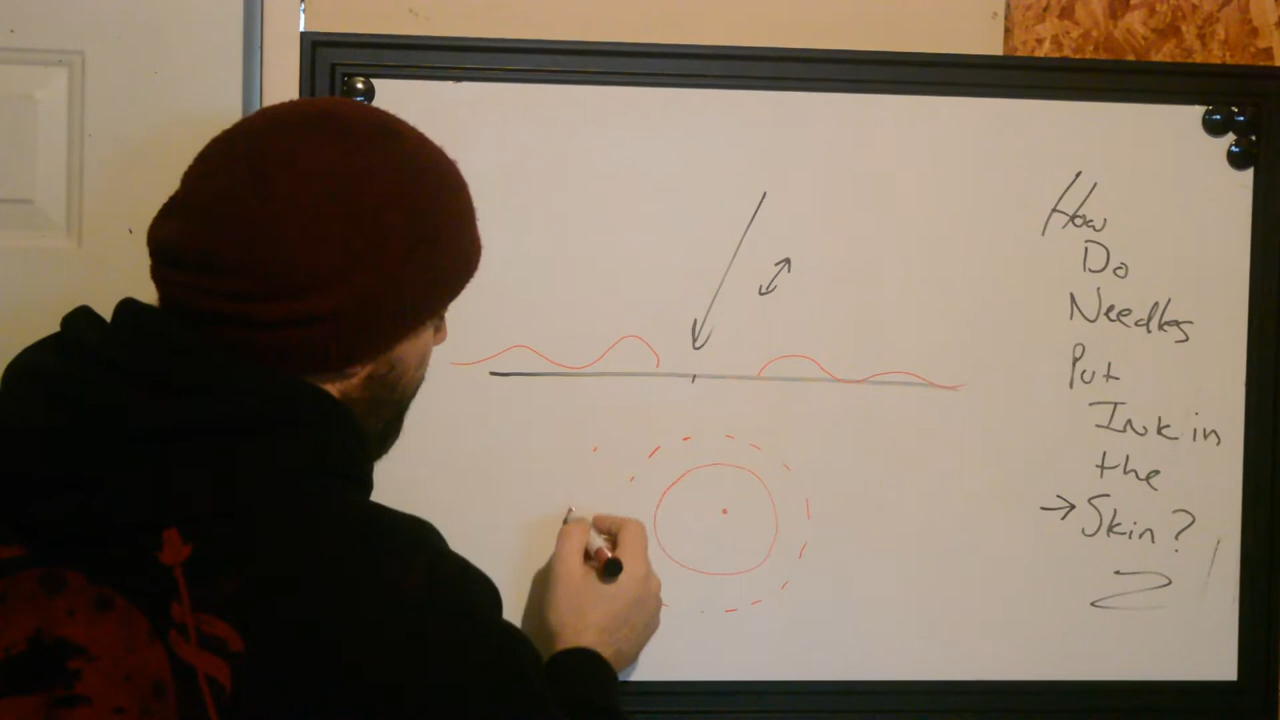 How
Do
Needles
Put
Ink in
the
→ Skin?